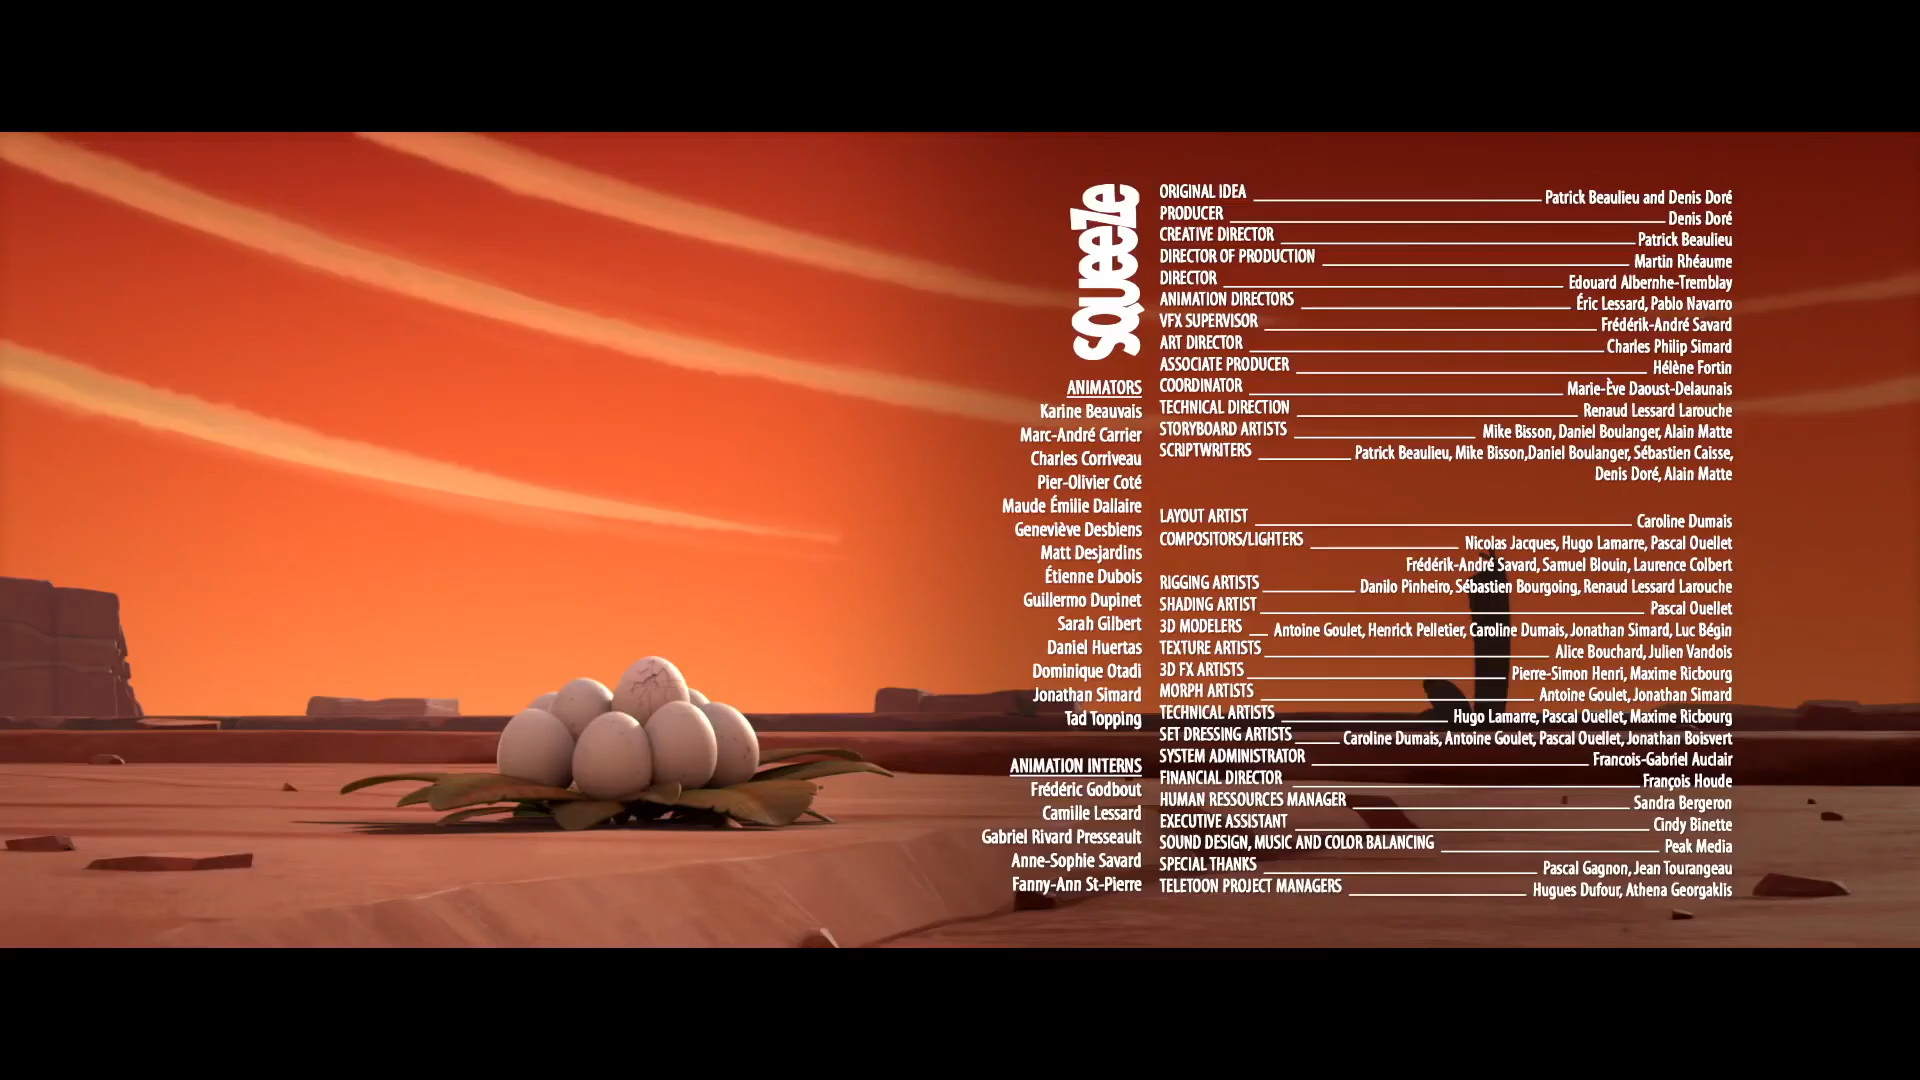 squeeze
ANIMATORS
Karine Beauvais
Marc-André Carrier
Charles Corriveau
Pier-Olivier Coté
Maude Émilie Dallaire
Geneviève Desbiens
Matt Desjardins
Étienne Dubois
Guillermo Dupinet
Sarah Gilbert
Daniel Huertas
Dominique Otadi
Jonathan Simard
Tad Topping
ANIMATION INTERNS
Frédéric Godbout
Camille Lessard
Gabriel Rivard Presseault
Anne-Sophie Savard
Fanny-Ann St-Pierre
ORIGINAL IDEA Patrick Beaulieu and Denis Doré
PRODUCER Denis Doré
CREATIVE DIRECTOR Patrick Beaulieu
DIRECTOR OF PRODUCTION Martin Rhéaume
DIRECTOR Edouard Albernhe-Tremblay
ANIMATION DIRECTORS Éric Lessard, Pablo Navarro
VFX SUPERVISOR Frédérik-André Savard
ART DIRECTOR Charles Philip Simard
ASSOCIATE PRODUCER Hélène Fortin
COORDINATOR Marie-Ève Daoust-Delaunais
TECHNICAL DIRECTION Renaud Lessard Larouche
STORYBOARD ARTISTS Mike Bisson, Daniel Boulanger, Alain Matte
SCRIPTWRITERS Patrick Beaulieu, Mike Bisson,Daniel Boulanger, Sébastien Caisse,
Denis Doré, Alain Matte
LAYOUT ARTIST Caroline Dumais
COMPOSITORS/LIGHTERS Nicolas Jacques, Hugo Lamarre, Pascal Ouellet
Frédérik-André Savard, Samuel Blouin, Laurence Colbert
RIGGING ARTISTS Danilo Pinheiro, Sébastien Bourgoing, Renaud Lessard Larouche
SHADING ARTIST Pascal Ouellet
3D MODELERS Antoine Goulet, Henrick Pelletier, Caroline Dumais, Jonathan Simard, Luc Bégin
TEXTURE ARTISTS Alice Bouchard, Julien Vandois
3D FX ARTISTS Pierre-Simon Henri, Maxime Ricbourg
MORPH ARTISTS Antoine Goulet, Jonathan Simard
TECHNICAL ARTISTS Hugo Lamarre, Pascal Ouellet, Maxime Ricbourg
SET DRESSING ARTISTS Caroline Dumais, Antoine Goulet, Pascal Ouellet, Jonathan Boisvert
SYSTEM ADMINISTRATOR Francois-Gabriel Auclair
FINANCIAL DIRECTOR François Houde
HUMAN RESSOURCES MANAGER Sandra Bergeron
EXECUTIVE ASSISTANT Cindy Binette
SOUND DESIGN, MUSIC AND COLOR BALANCING Peak Media
SPECIAL THANKS Pascal Gagnon, Jean Tourangeau
TELETOON PROJECT MANAGERS Hugues Dufour, Athena Georgaklis